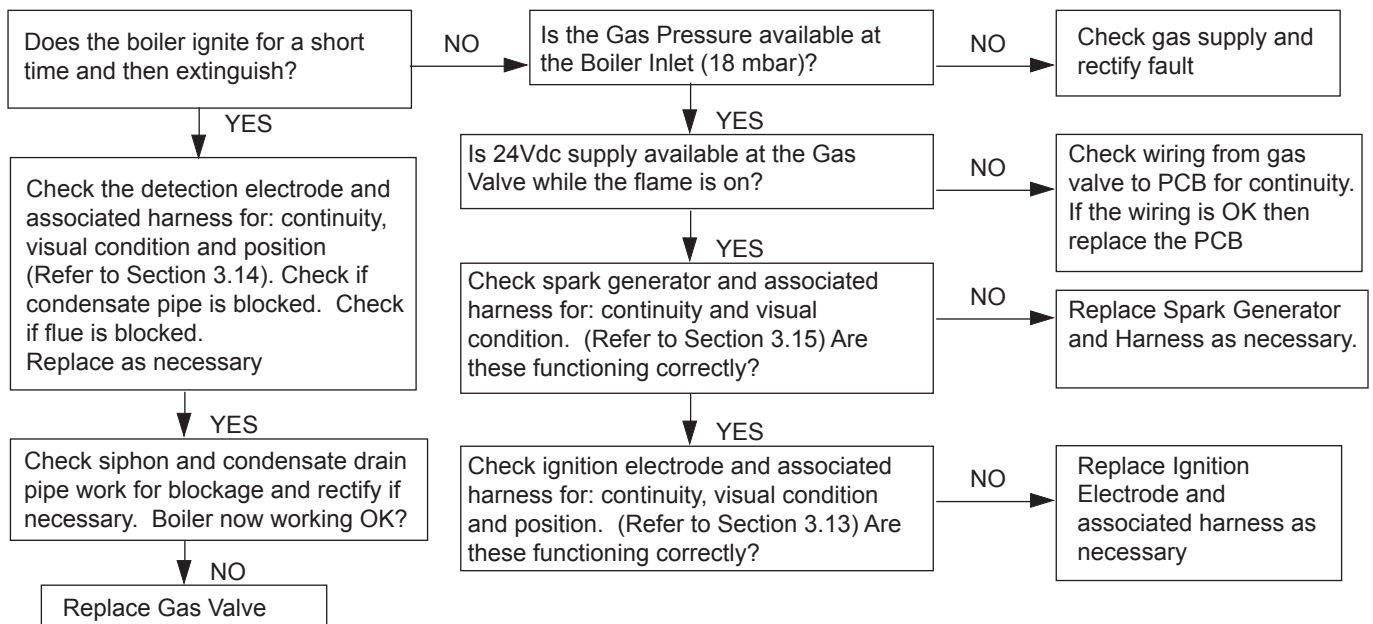 Does the boiler ignite for a short
time and then extinguish?
NO
Is the Gas Pressure available at
the Boiler Inlet (18 mbar)?
NO
Check gas supply and
rectify fault
YES
YES
Check the detection electrode and
associated harness for: continuity,
visual condition and position
(Refer to Section 3.14). Check if
condensate pipe is blocked.  Check
if flue is blocked.
Replace as necessary
Is 24Vdc supply available at the Gas
Valve while the flame is on?
NO
Check wiring from gas
valve to PCB for continuity.
If the wiring is OK then
replace the PCB
YES
Check spark generator and associated
harness for: continuity and visual
condition.  (Refer to Section 3.15) Are
these functioning correctly?
NO
Replace Spark Generator
and Harness as necessary.
YES
YES
Check siphon and condensate drain
pipe work for blockage and rectify if
necessary.  Boiler now working OK?
Check ignition electrode and associated
harness for: continuity, visual condition
and position.  (Refer to Section 3.13) Are
these functioning correctly?
NO
Replace Ignition
Electrode and
associated harness as
necessary
NO
Replace Gas Valve